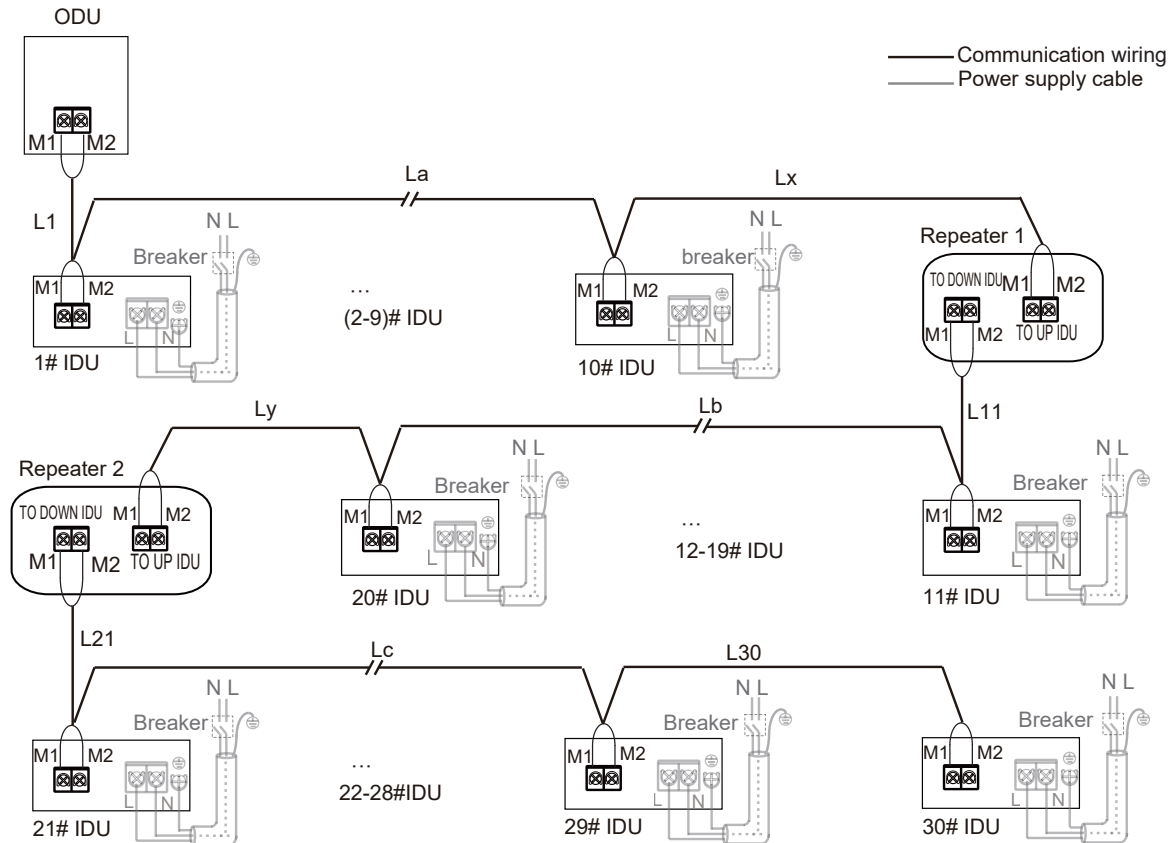 ODU
Communication wiring
Power supply cable
M1 M2
La
Lx
L1
N L
N L
Repeater 1
Breaker
breaker
TO DOWN IDU
M1 M2
M1 M2
...
M1 M2
(2-9)# IDU
L N
L N
M1 M2
TO UP IDU
1# IDU
10# IDU
Ly
Lb
L11
N L
N L
Repeater 2
Breaker
Breaker
TO DOWN IDU
M1 M2
M1 M2
...
M1 M2
12-19# IDU
M1 M2
TO UP IDU
L N
L N
20# IDU
11# IDU
L21
Lc
L30
N L
N L
N L
Breaker
Breaker
Breaker
M1 M2
...
M1 M2
M1 M2
22-28#IDU
L N
L N
L N
21# IDU
29# IDU
30# IDU